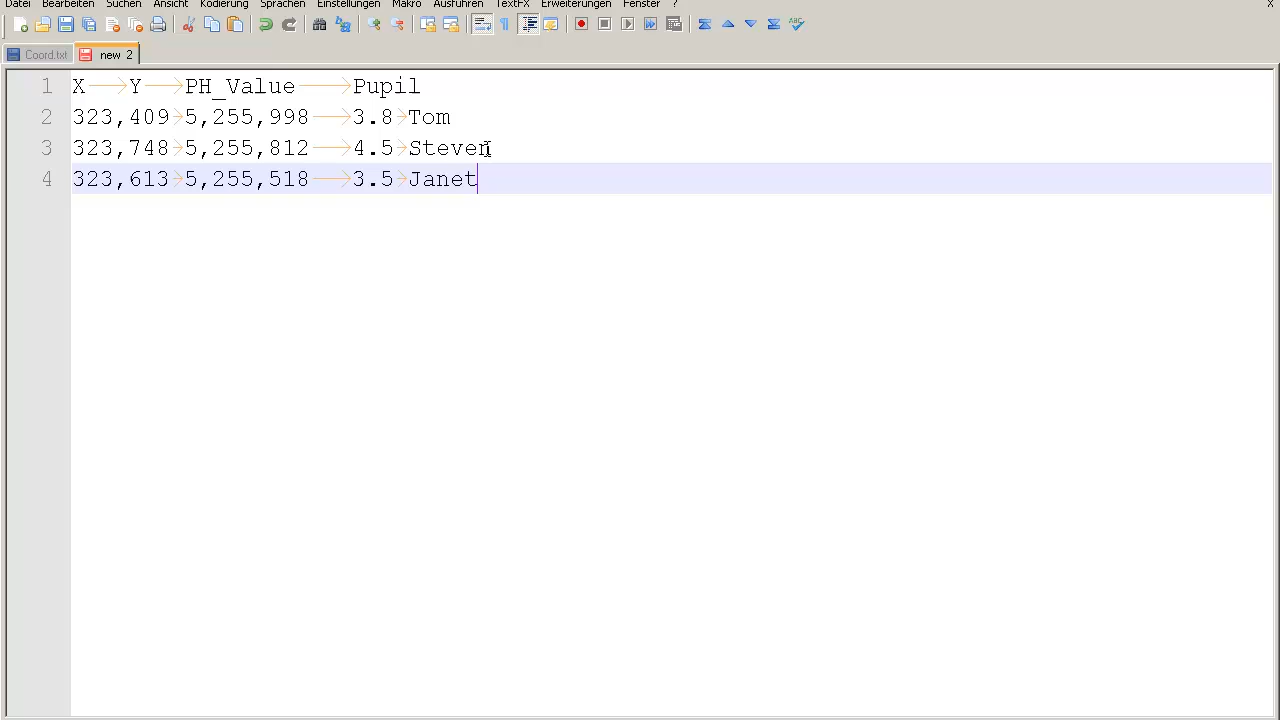 Datei Bearbeiten Suchen Ansicht Kodierung Sprachen Einstellungen Makro Ausführen TextFX Erweiterungen Fenster X
Coord.txt new 2
1 X Y PH_Value Pupil
2 323,409 5,255,998 3.8 Tom
3 323,748 5,255,812 4.5 Steven
4 323,613 5,255,518 3.5 Janet